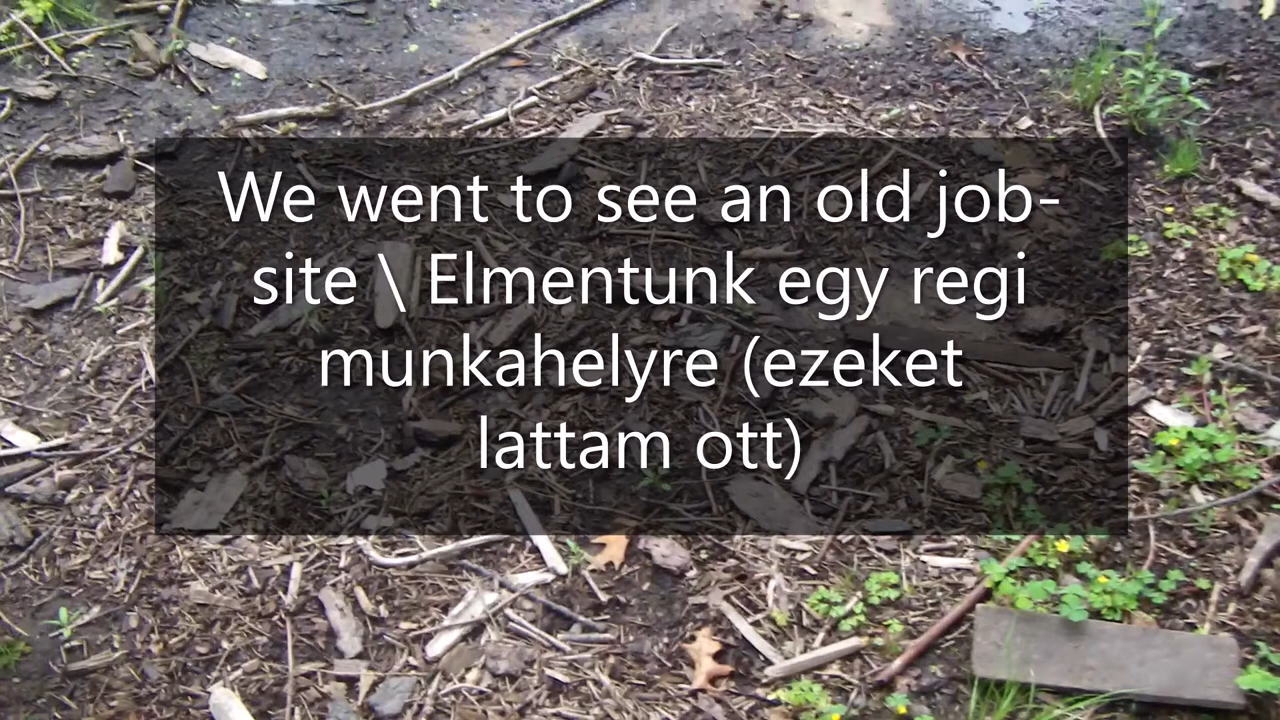 We went to see an old job-
site \ Elmentunk egy regi
munkahelyre (ezeket
lattam ott)